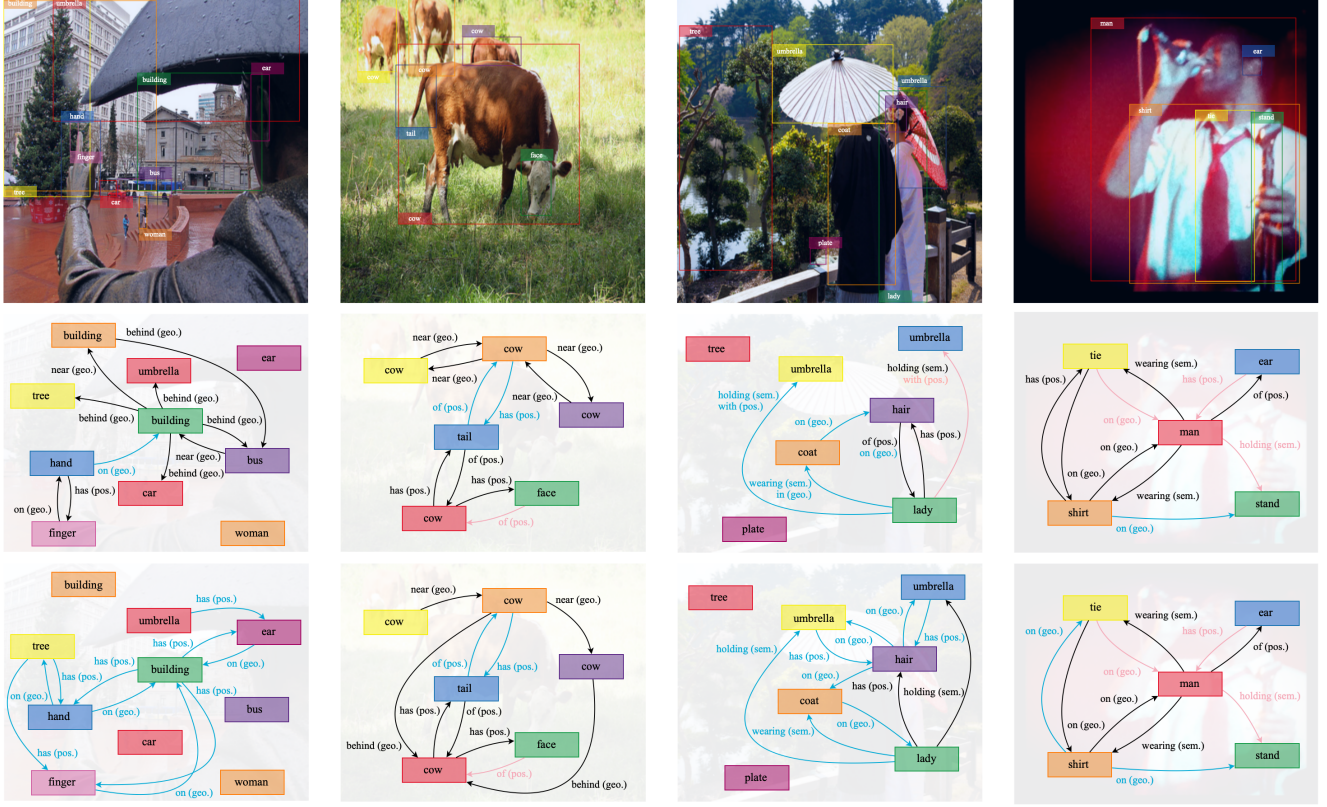 building
umbrella
building
ear
hand
finger
bus
tree
car
woman
cow
cow
cow
tail
face
cow
tree
umbrella
umbrella
hair
coat
plate
lady
man
ear
shirt
tie
stand
building
behind (geo.)
ear
near (geo.)
umbrella
tree
behind (geo.)
behind (geo.)
building
behind (geo.)
hand
near (geo.)
bus
on (geo.)
behind (geo.)
has (pos.)
car
on (geo.)
finger
woman
near (geo.)
cow
near (geo.)
cow
near (geo.)
near (geo.)
cow
of (pos.)
has (pos.)
tail
of (pos.)
has (pos.)
has (pos.)
face
cow
of (pos.)
umbrella
tree
umbrella
holding (sem.)
with (pos.)
holding (sem.)
with (pos.)
hair
on (geo.)
of (pos.)
on (geo.)
has (pos.)
coat
wearing (sem.)
in (geo.)
lady
plate
tie
wearing (sem.)
ear
has (pos.)
has (pos.)
of (pos.)
man
on (geo.)
holding (sem.)
on (geo.)
wearing (sem.)
stand
shirt
on (geo.)
building
has (pos.)
umbrella
ear
tree
has (pos.)
has (pos.)
building
on (geo.)
has (pos.)
has (pos.)
on (geo.)
hand
on (geo.)
bus
car
has (pos.)
finger
on (geo.)
woman
near (geo.)
cow
near (geo.)
cow
of (pos.)
has (pos.)
cow
tail
has (pos.)
of (pos.)
behind (geo.)
has (pos.)
face
cow
of (pos.)
behind (geo.)
umbrella
tree
umbrella
on (geo.)
holding (sem.)
on (geo.)
has (pos.)
has (pos.)
hair
on (geo.)
has (pos.)
holding (sem.)
coat
on (geo.)
wearing (sem.)
lady
plate
tie
wearing (sem.)
ear
on (geo.)
has (pos.)
of (pos.)
man
on (geo.)
holding (sem.)
on (geo.)
wearing (sem.)
stand
shirt
on (geo.)